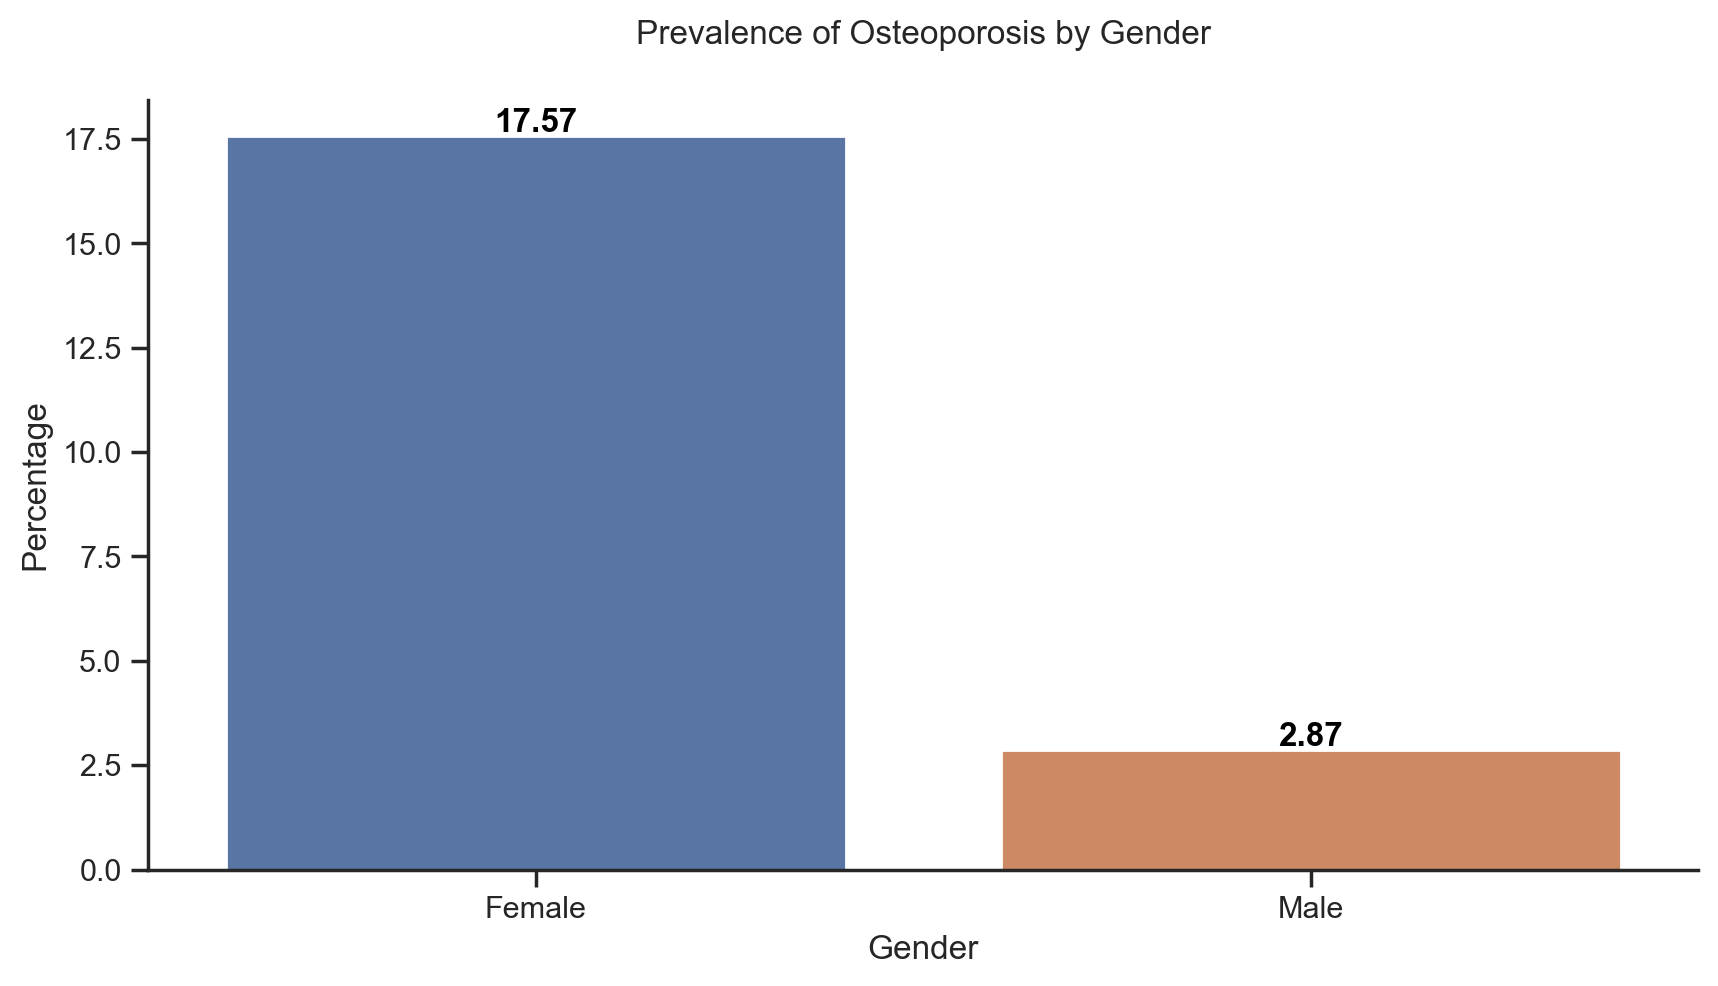 Prevalence of Osteoporosis by Gender
17.57
17.5
15.0
12.5
10.0
7.5
5.0
2.87
2.5
0.0
Percentage
Female
Male
Gender